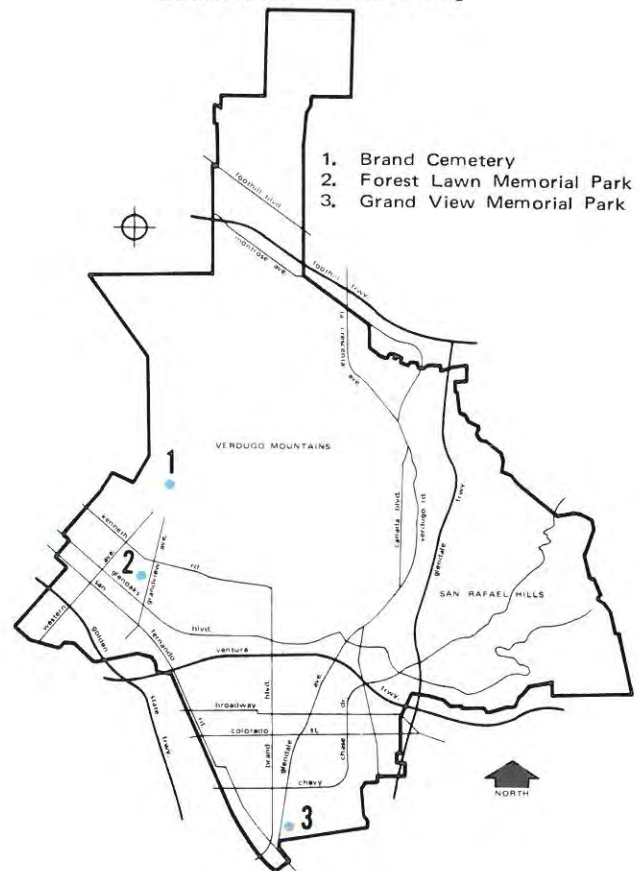 1. Brand Cemetery
2. Forest Lawn Memorial Park
3. Grand View Memorial Park
foothill blvd.
montrose ave.
foothill frwy.
la crescenta
ave.
VERDUGO MOUNTAINS
1
kenneth
rd.
western
ave.
2
glenoaks
grandview ave.
san
fernando
rd.
blvd.
canada blvd.
verdugo rd.
glendale
frwy
SAN RAFAEL HILLS
golden
state
frwy.
ventura
frwy.
broadway
colorado
st.
brand
blvd.
glendale
ave.
chevy
chase
dr.
3
NORTH